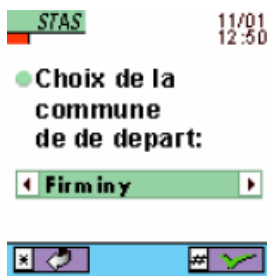 STAS
11/01
12:50
Choix de la
commune
de de depart:
Firminy
* #